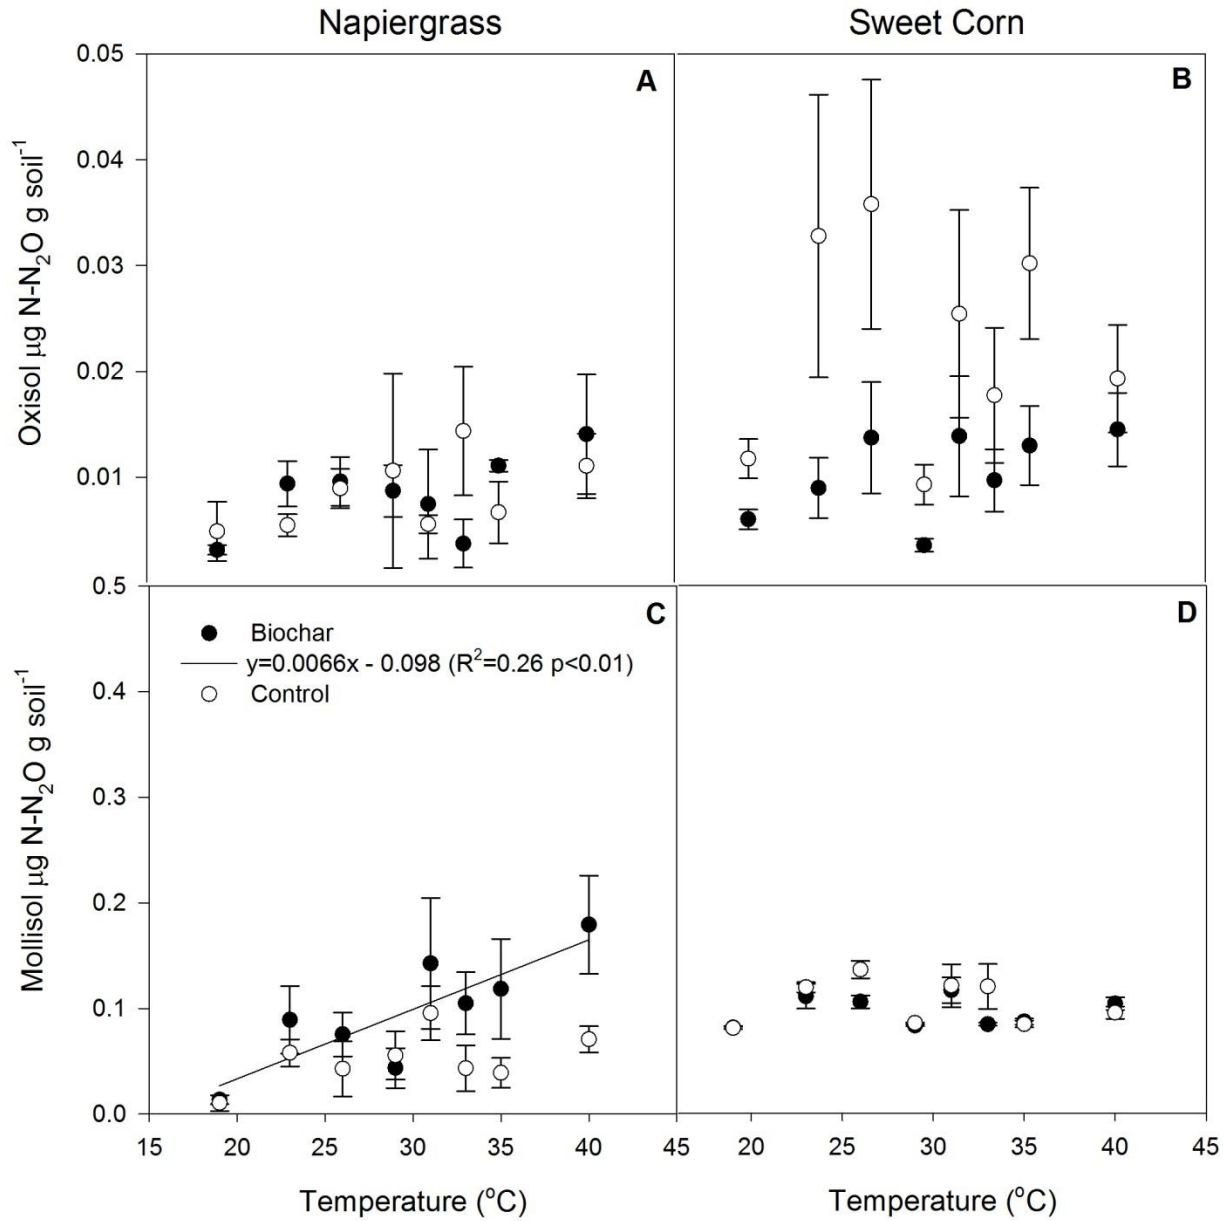 Napiergrass
Sweet Corn
0.05
0.04
0.03
0.02
0.01
Oxisol μg N-N₂O g soil⁻¹
A
B
0.5
0.4
0.3
0.2
0.1
0.0
Mollisol μg N-N₂O g soil⁻¹
C
Biochar
y=0.0066x - 0.098 (R²=0.26 p<0.01)
Control
D
15 20 25 30 35 40 45 20 25 30 35 40 45
Temperature (°C)
Temperature (°C)